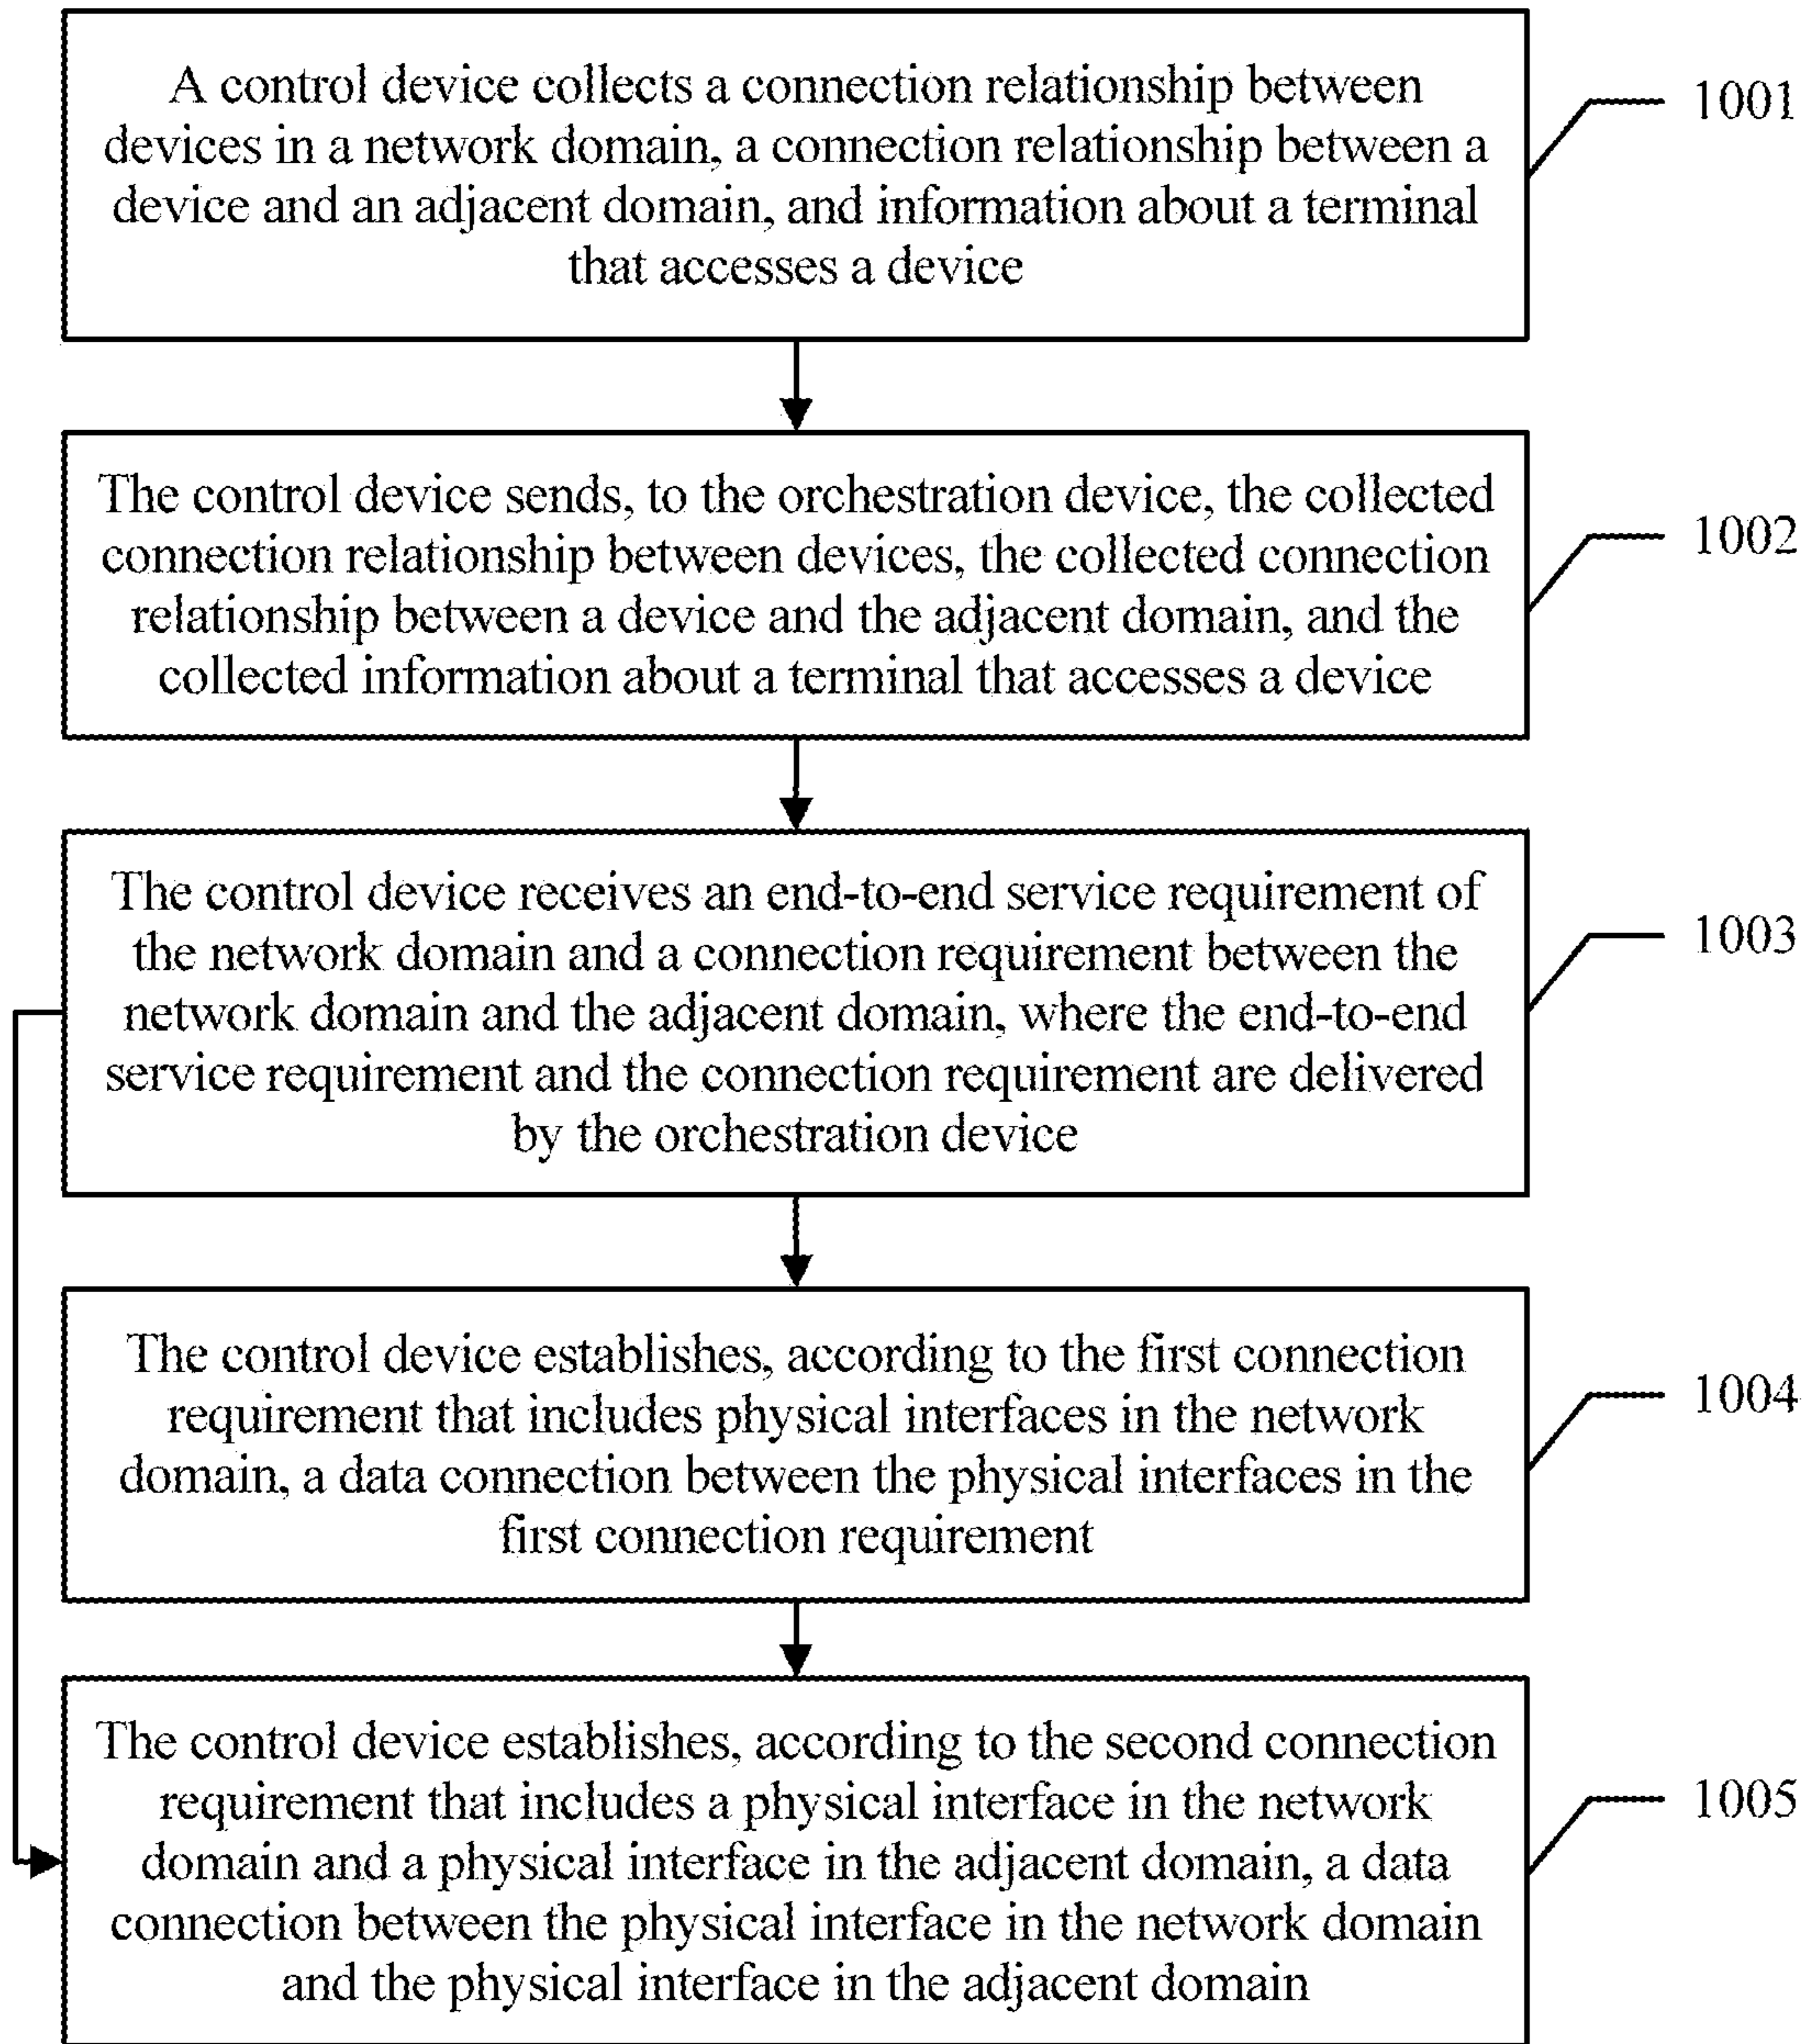 A control device collects a connection relationship between
devices in a network domain, a connection relationship between a
device and an adjacent domain, and information about a terminal
that accesses a device
1001
The control device sends, to the orchestration device, the collected
connection relationship between devices, the collected connection
relationship between a device and the adjacent domain, and the
collected information about a terminal that accesses a device
1002
The control device receives an end-to-end service requirement of
the network domain and a connection requirement between the
network domain and the adjacent domain, where the end-to-end
service requirement and the connection requirement are delivered
by the orchestration device
1003
The control device establishes, according to the first connection
requirement that includes physical interfaces in the network
domain, a data connection between the physical interfaces in the
first connection requirement
1004
The control device establishes, according to the second connection
requirement that includes a physical interface in the network
domain and a physical interface in the adjacent domain, a data
connection between the physical interface in the network domain
and the physical interface in the adjacent domain
1005